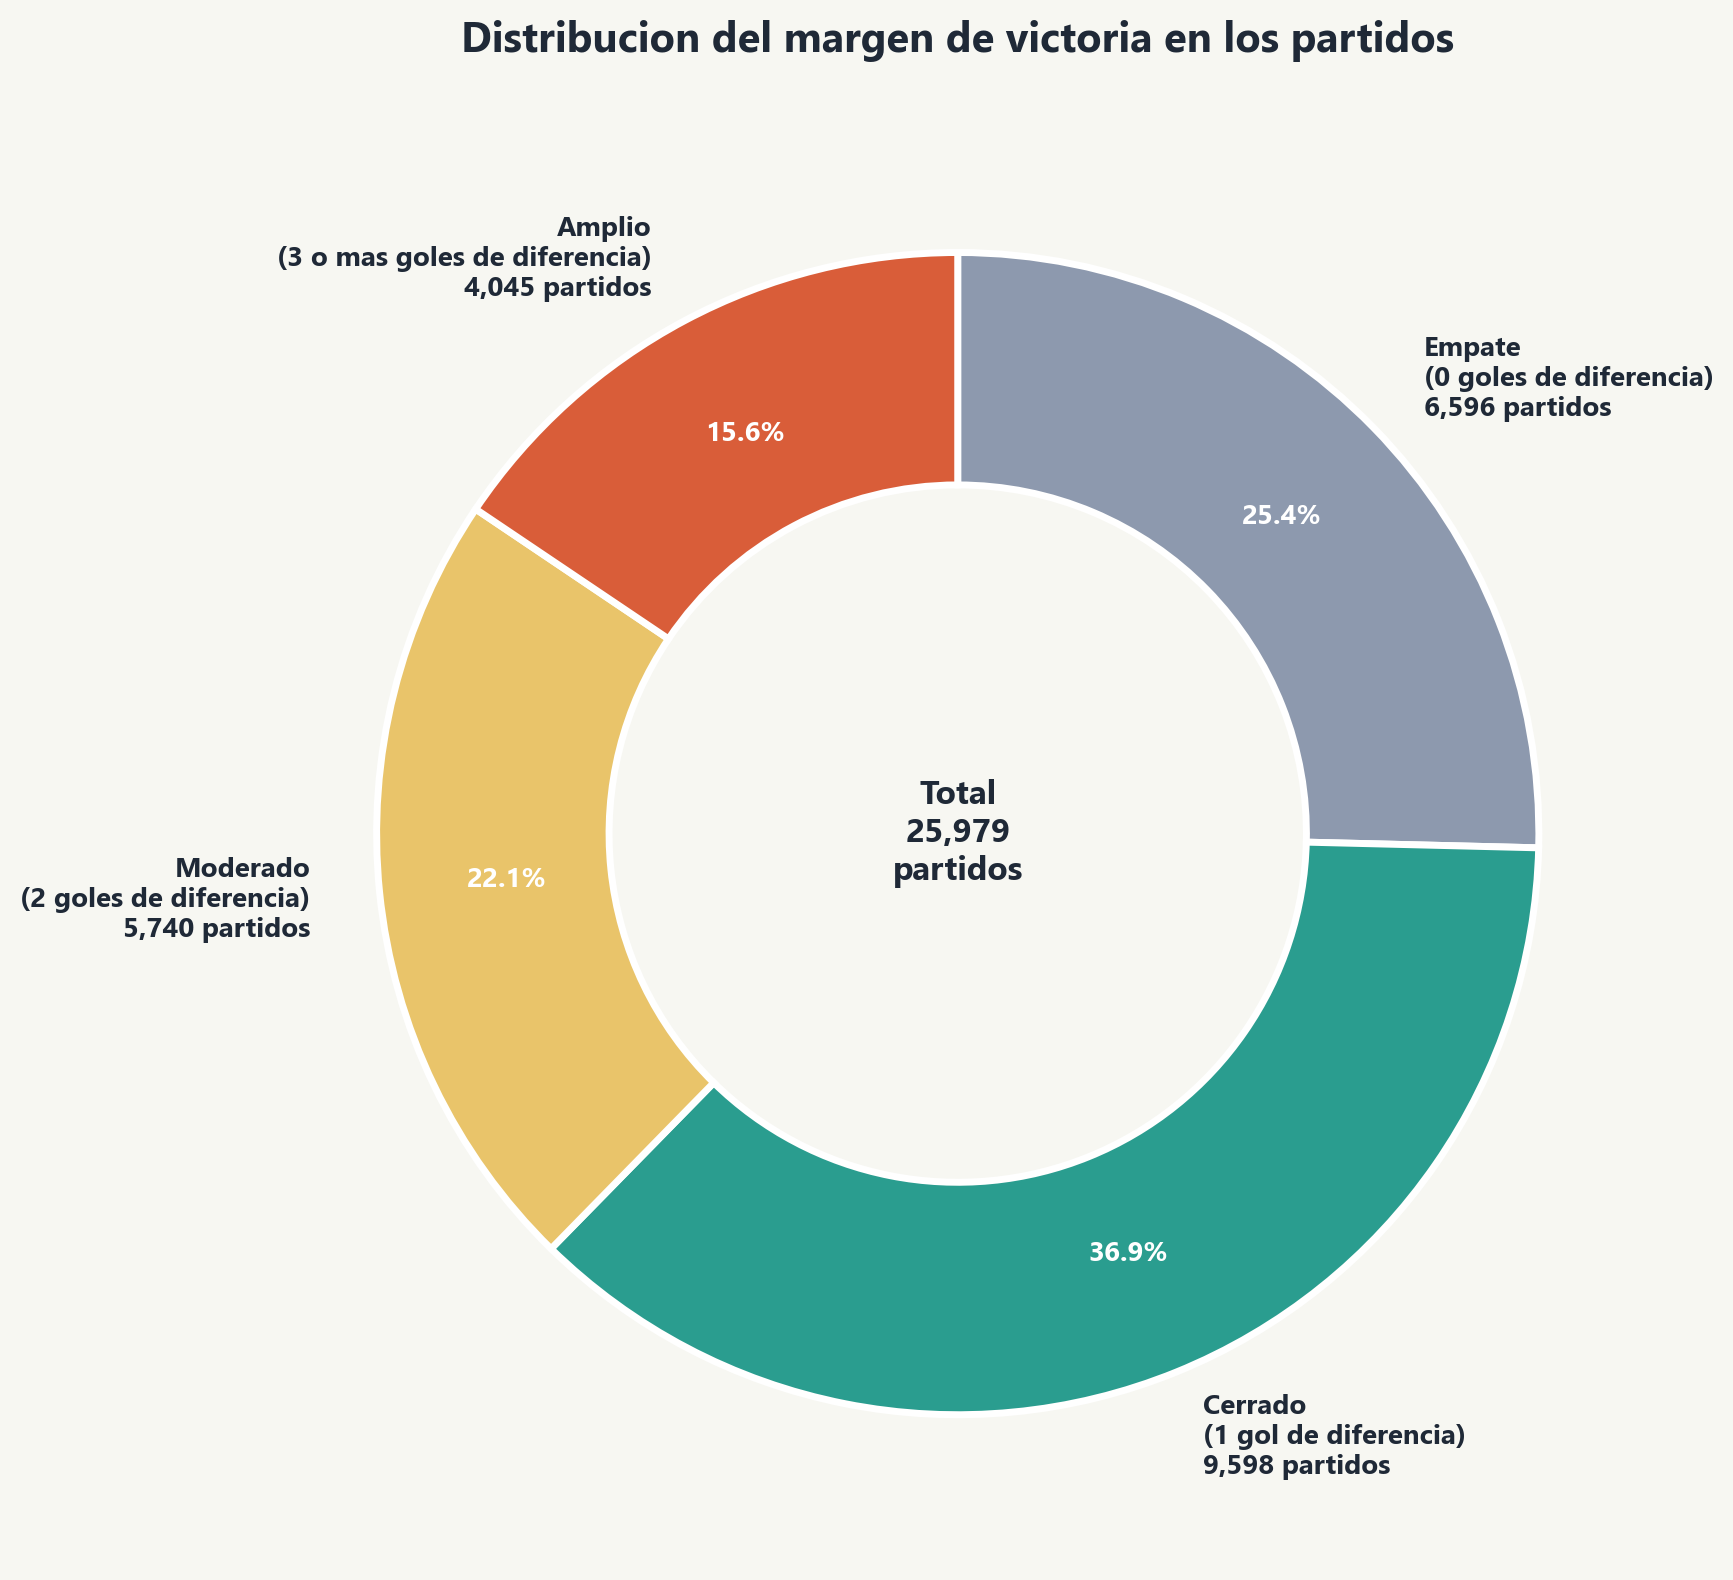 Distribucion del margen de victoria en los partidos
Amplio
(3 o mas goles de diferencia)
4,045 partidos
15.6%
Empate
(0 goles de diferencia)
6,596 partidos
25.4%
Total
25,979
partidos
Moderado
(2 goles de diferencia)
5,740 partidos
22.1%
36.9%
Cerrado
(1 gol de diferencia)
9,598 partidos